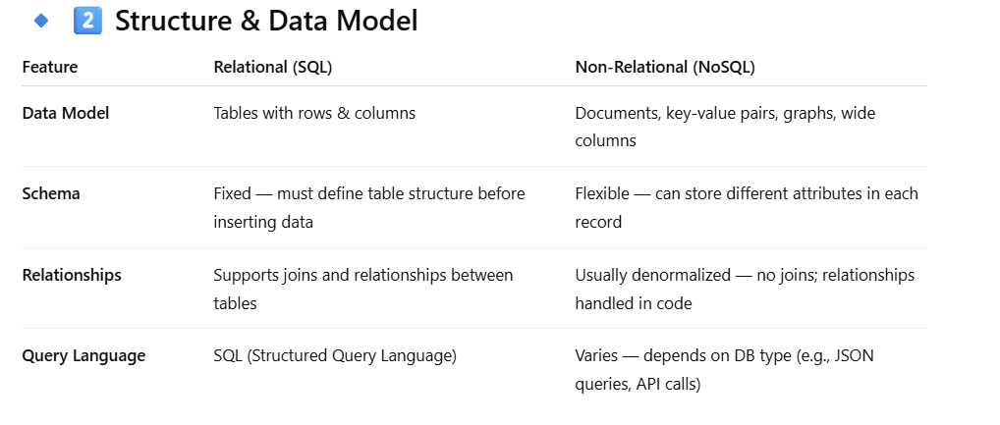 🔹 2️⃣ Structure & Data Model
Feature Relational (SQL) Non-Relational (NoSQL)
Data Model Tables with rows & columns Documents, key-value pairs, graphs, wide
columns
Schema Fixed — must define table structure before Flexible — can store different attributes in each
inserting data record
Relationships Supports joins and relationships between Usually denormalized — no joins; relationships
tables handled in code
Query Language SQL (Structured Query Language) Varies — depends on DB type (e.g., JSON
queries, API calls)